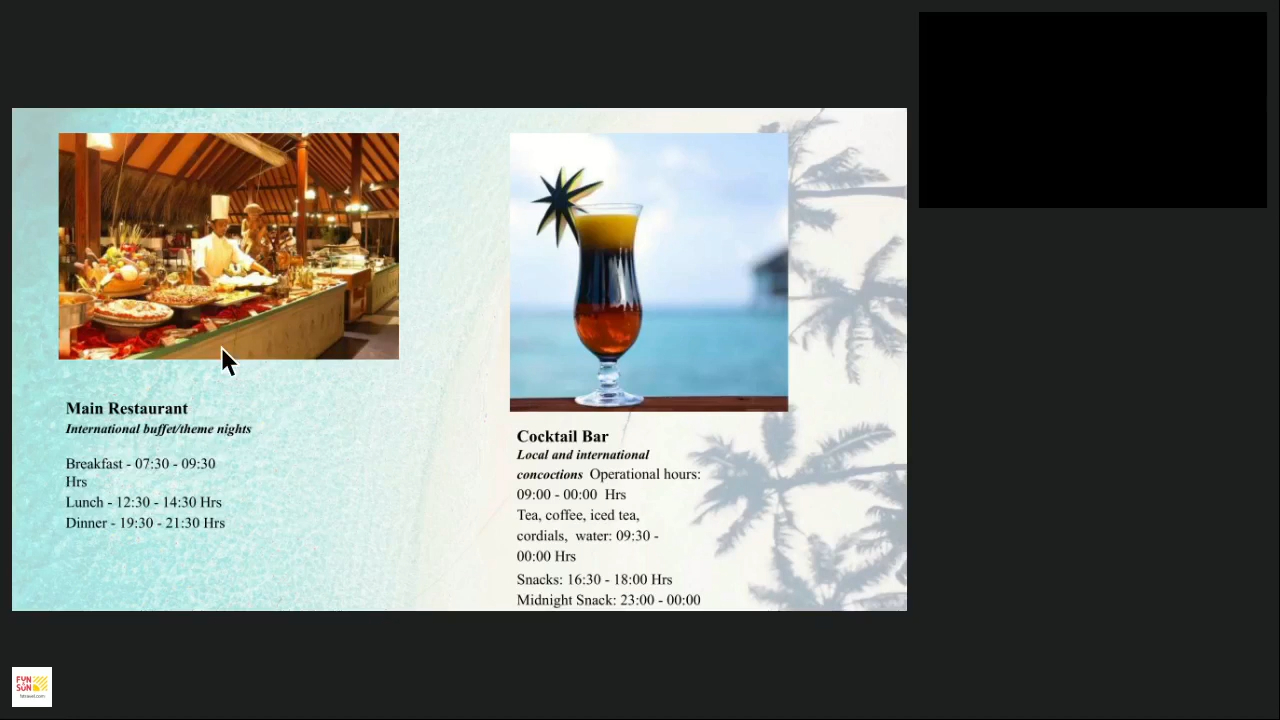 Main Restaurant
International buffet/theme nights
Breakfast - 07:30 - 09:30
Hrs
Lunch - 12:30 - 14:30 Hrs
Dinner - 19:30 - 21:30 Hrs
Cocktail Bar
Local and international
concoctions Operational hours:
09:00 - 00:00 Hrs
Tea, coffee, iced tea,
cordials, water: 09:30 -
00:00 Hrs
Snacks: 16:30 - 18:00 Hrs
Midnight Snack: 23:00 - 00:00
FUN
&SUN
fstravel.com